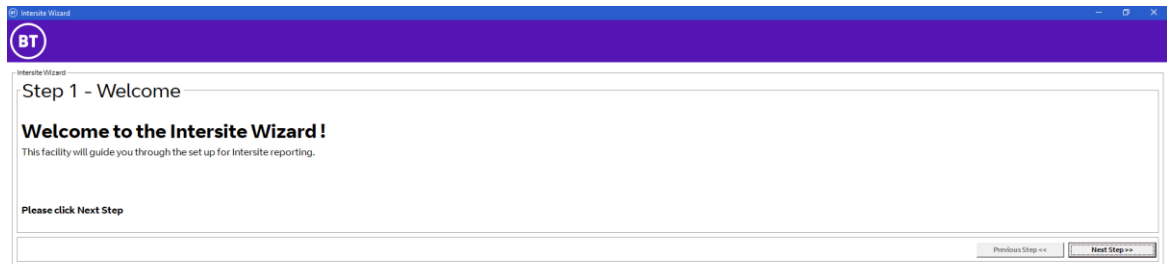 Intersite Wizard
BT
Intersite Wizard
Step 1 - Welcome
Welcome to the Intersite Wizard !
This facility will guide you through the set up for Intersite reporting.
Please click Next Step
Previous Step << Next Step >>